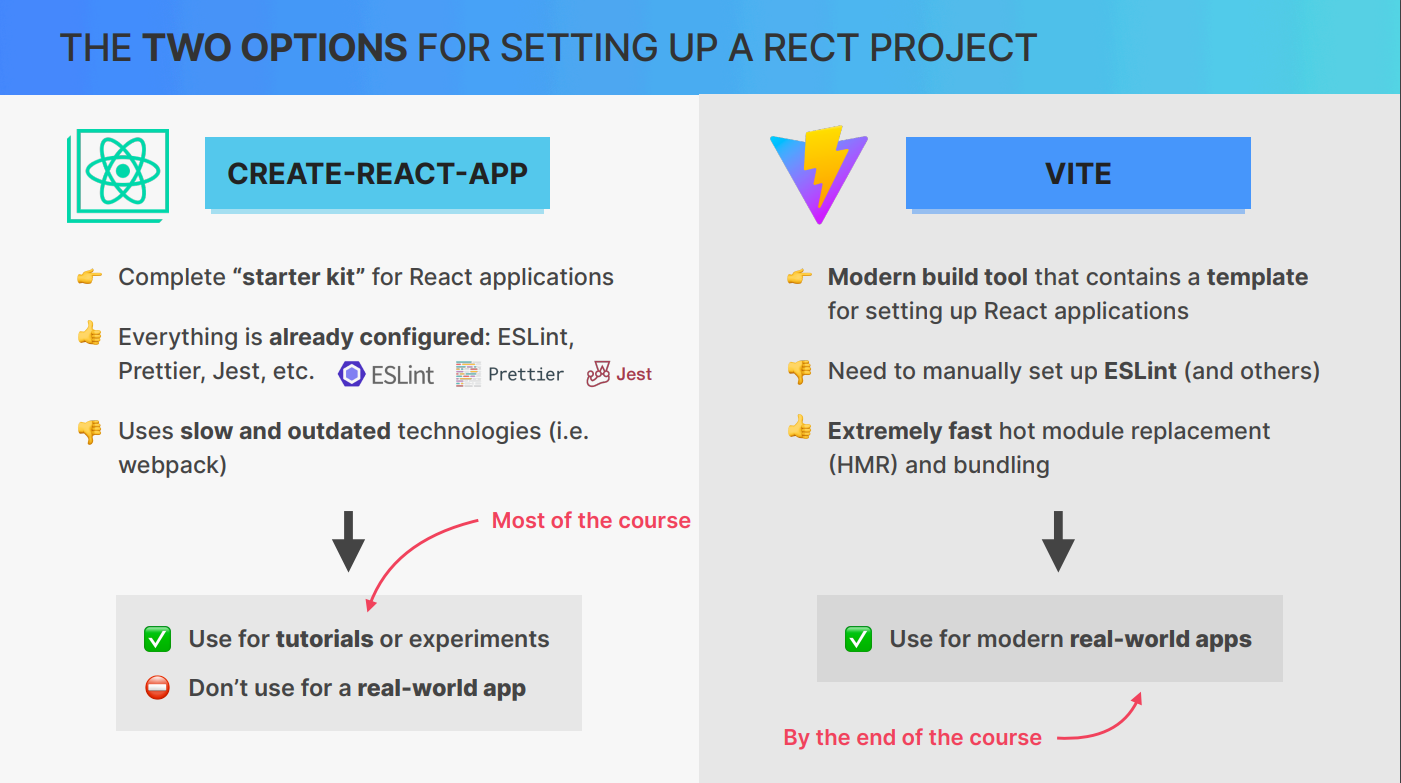 THE TWO OPTIONS FOR SETTING UP A RECT PROJECT
CREATE-REACT-APP
Complete “starter kit” for React applications
Everything is already configured: ESLint,
Prettier, Jest, etc.
ESLint
Prettier
Jest
Uses slow and outdated technologies (i.e.
webpack)
Most of the course
Use for tutorials or experiments
Don’t use for a real-world app
VITE
Modern build tool that contains a template
for setting up React applications
Need to manually set up ESLint (and others)
Extremely fast hot module replacement
(HMR) and bundling
Use for modern real-world apps
By the end of the course